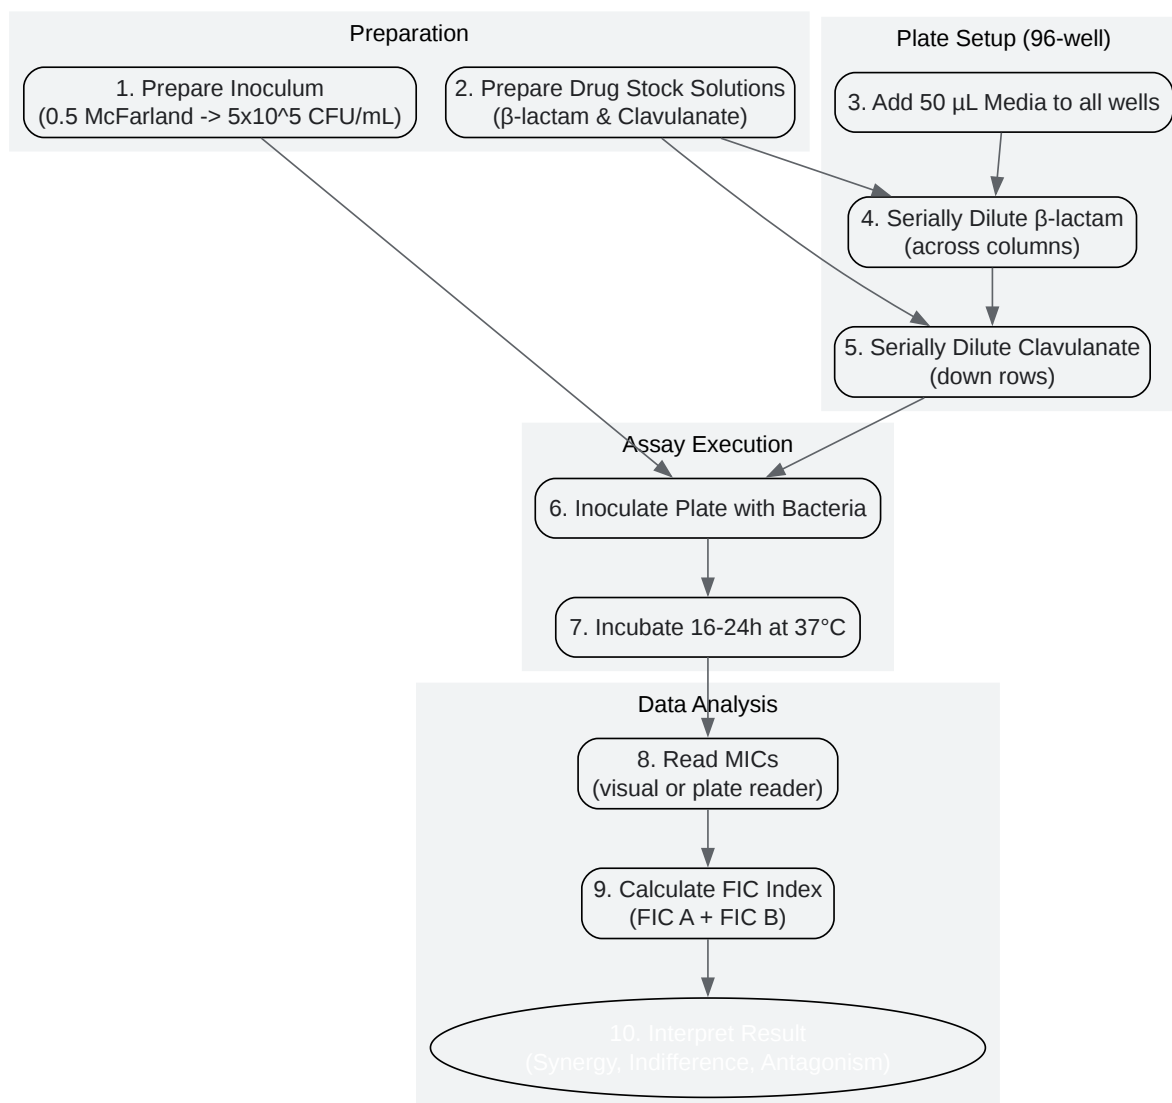 Preparation
1. Prepare Inoculum
(0.5 McFarland -> 5x10^5 CFU/mL)
2. Prepare Drug Stock Solutions
(β-lactam & Clavulanate)
Plate Setup (96-well)
3. Add 50 µL Media to all wells
4. Serially Dilute β-lactam
(across columns)
5. Serially Dilute Clavulanate
(down rows)
Assay Execution
6. Inoculate Plate with Bacteria
7. Incubate 16-24h at 37°C
Data Analysis
8. Read MICs
(visual or plate reader)
9. Calculate FIC Index
(FIC A + FIC B)
10. Interpret Result
(Synergy, Indifference, Antagonism)